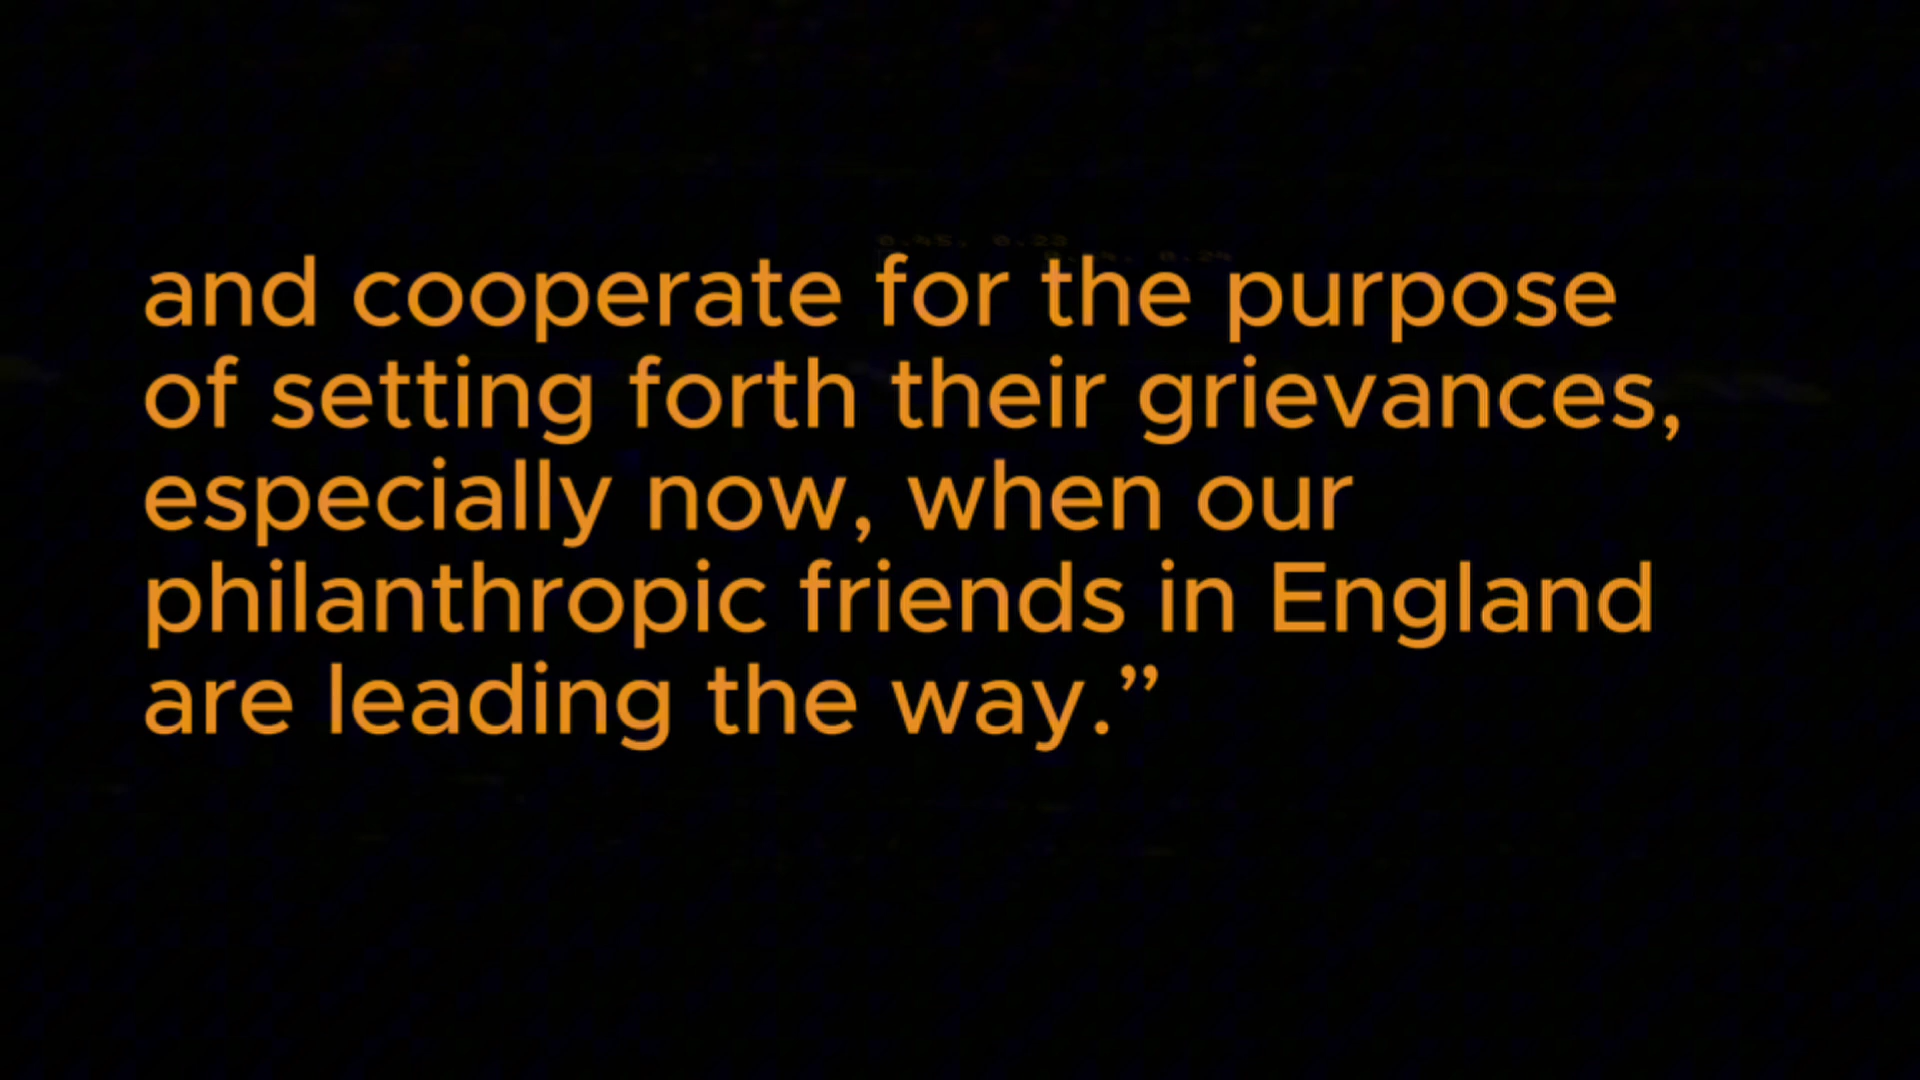 and cooperate for the purpose
of setting forth their grievances,
especially now, when our
philanthropic friends in England
are leading the way.”